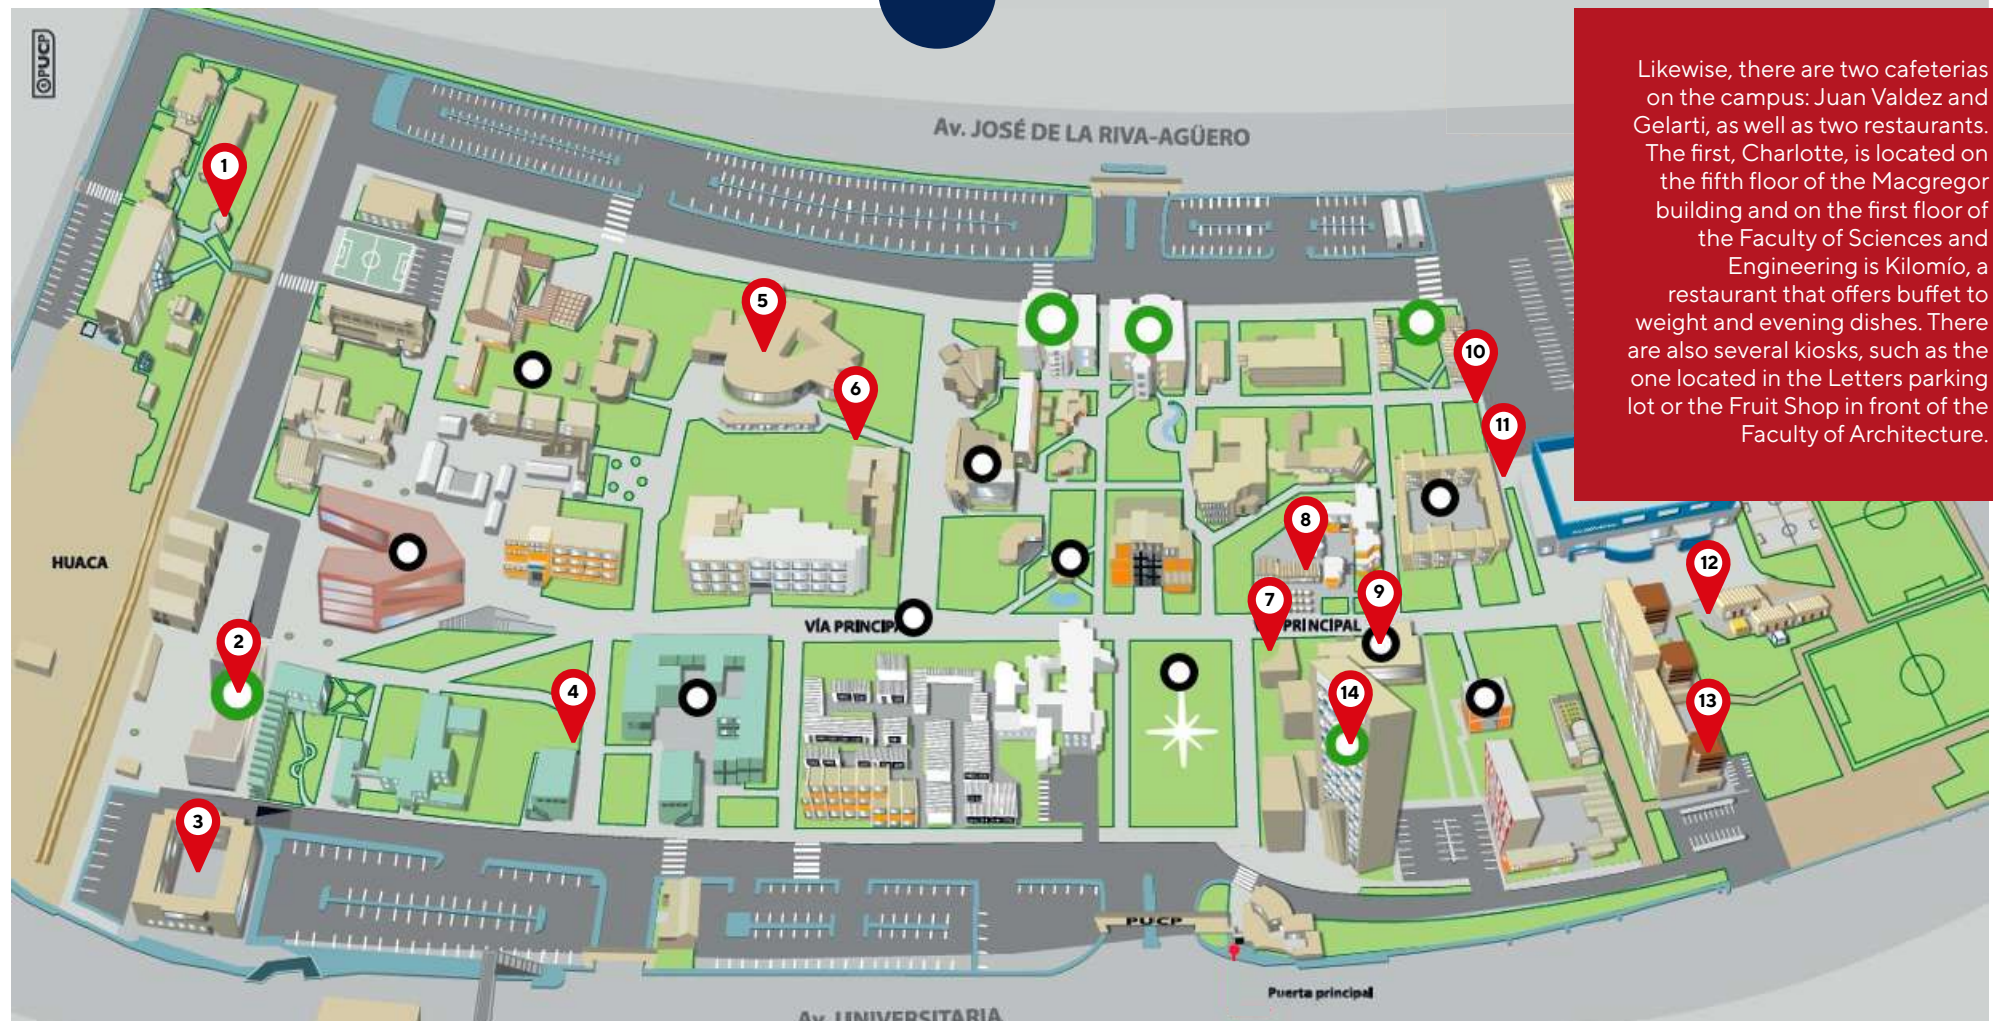 ©PUCP
Av. JOSÉ DE LA RIVA-AGÜERO
Likewise, there are two cafeterias
on the campus: Juan Valdez and
Gelarti, as well as two restaurants.
The first, Charlotte, is located on
the fifth floor of the Macgregor
building and on the first floor of
the Faculty of Sciences and
Engineering is Kilomío, a
restaurant that offers buffet to
weight and evening dishes. There
are also several kiosks, such as the
one located in the Letters parking
lot or the Fruit Shop in front of the
Faculty of Architecture.
1
5
10
6
11
8
HUACA
12
9
7
VÍA PRINCIPA
PRINCIPAL
2
4
14
13
3
PUCP
Puerta principal
Av. UNIVERSITARIA